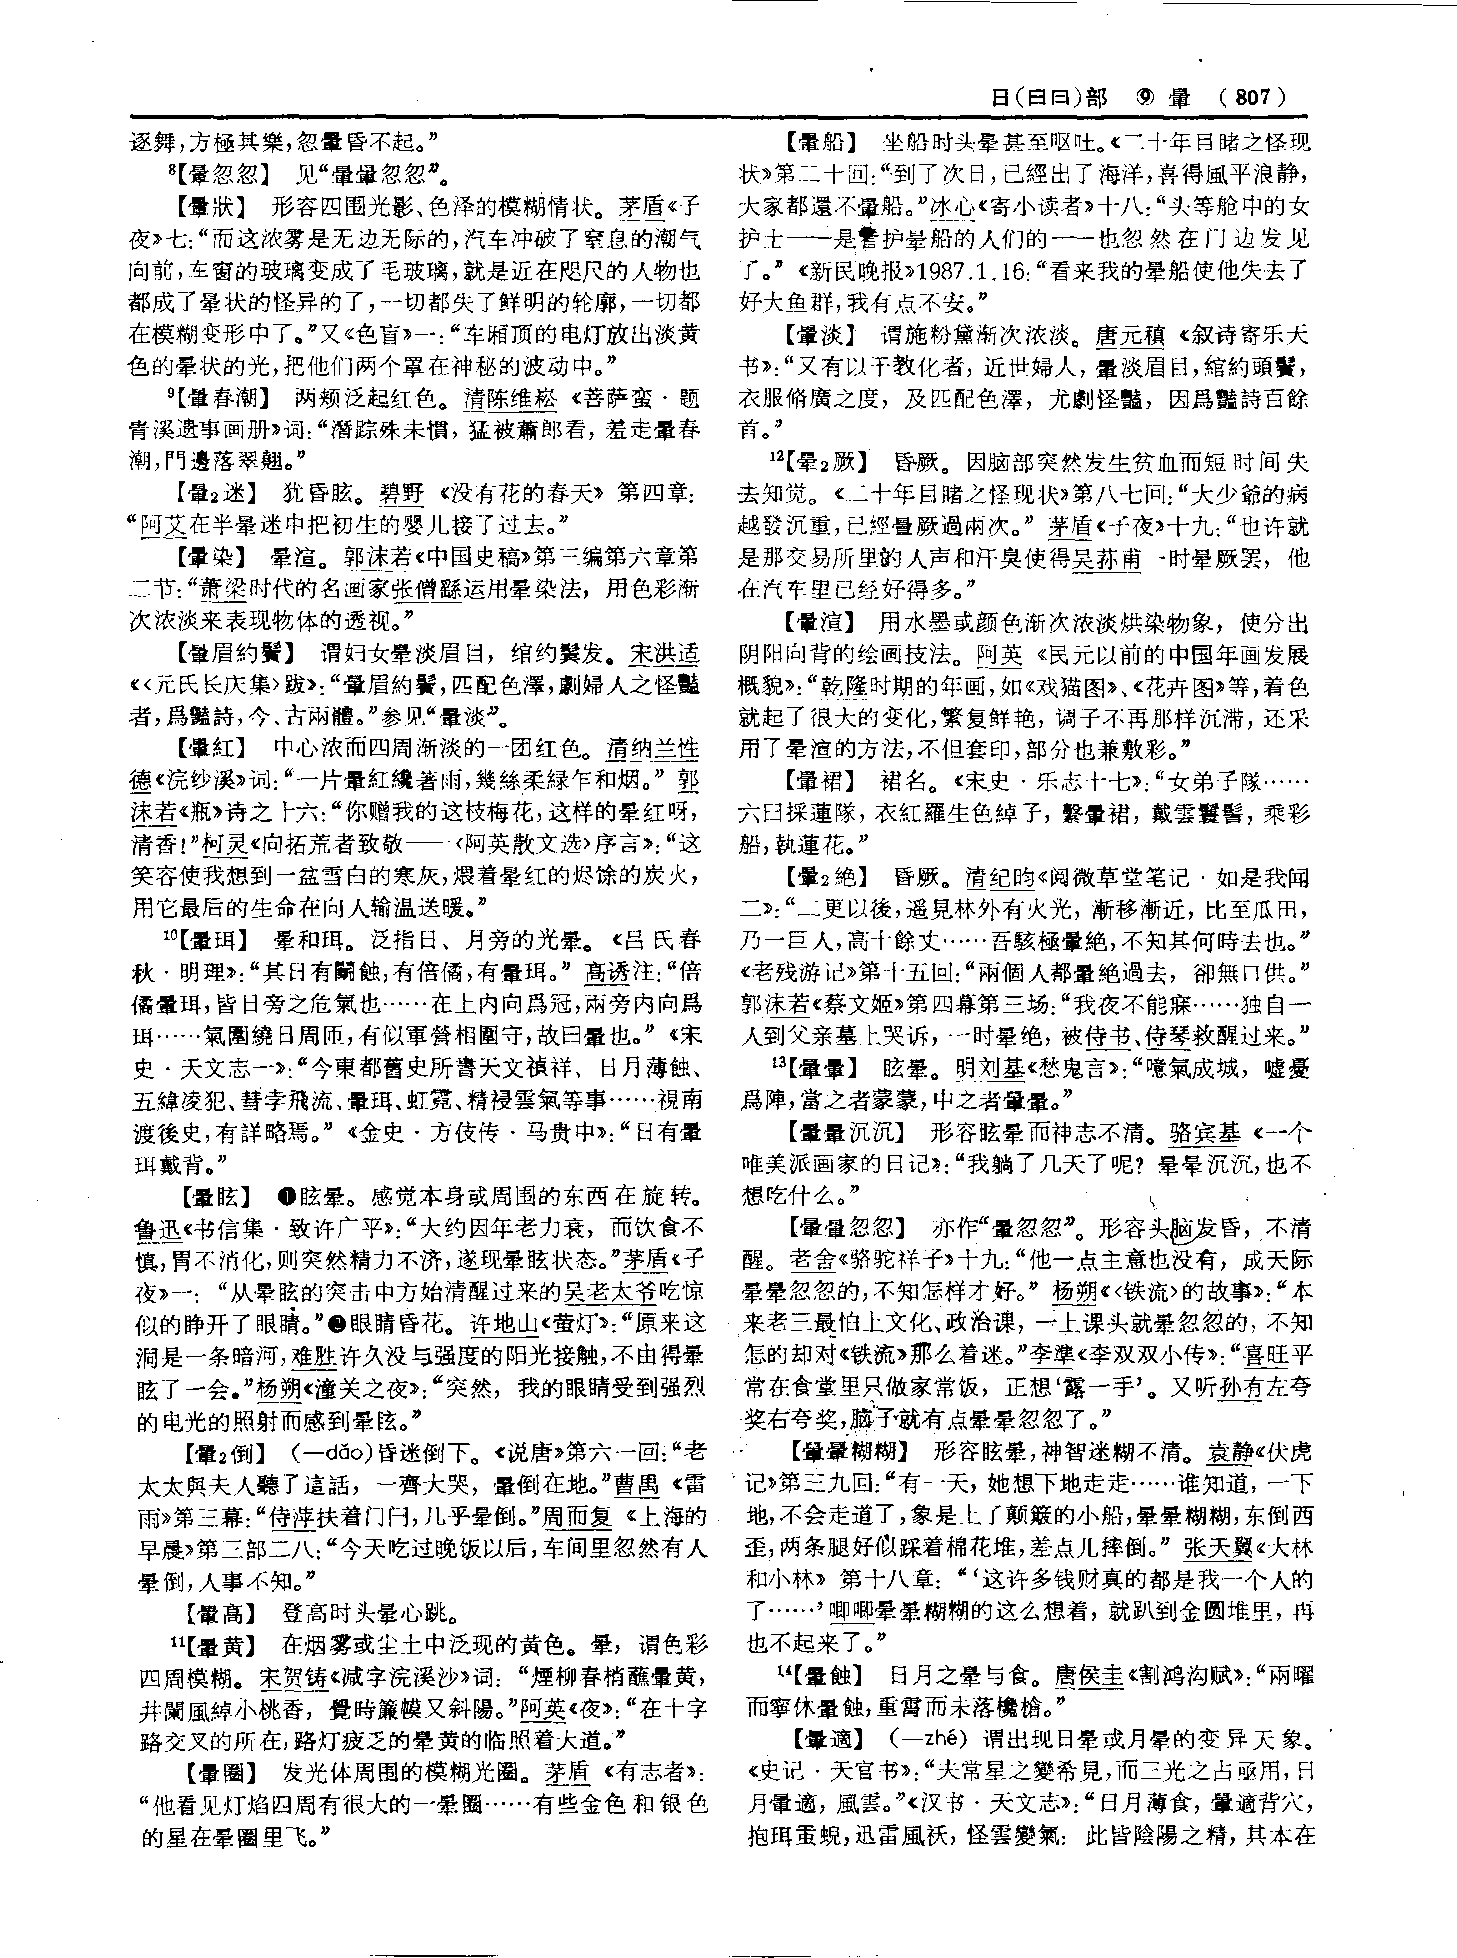 日(日曰)部 ⑨ 暈 (807)
逐舞，方極其樂，忽暈昏不起。”
⁸【暈忽忽】 见“暈暈忽忽”。
【暈狀】 形容四围光影、色泽的模糊情状。茅盾《子
夜》七：“而这浓雾是无边无际的，汽车冲破了窒息的潮气
向前，车窗的玻璃变成了毛玻璃，就是近在咫尺的人物也
都成了晕状的怪异的了，一切都失了鲜明的轮廓，一切都
在模糊变形中了。”又《色盲》一：“车厢顶的电灯放出淡黄
色的晕状的光，把他们两个罩在神秘的波动中。”
⁹【暈春潮】 两颊泛起红色。清陈维崧《菩萨蛮·题
青溪遗事画册》词：“潛踪殊未慣，猛被蕭郎看，羞走暈春
潮，門邊落翠翹。”
【暈₂迷】 犹昏眩。碧野《没有花的春天》第四章：
“阿艾在半晕迷中把初生的婴儿接了过去。”
【暈染】 晕渲。郭沫若《中国史稿》第三编第六章第
二节：“萧梁时代的名画家张僧繇运用晕染法，用色彩渐
次浓淡来表现物体的透视。”
【暈眉約鬢】 谓妇女晕淡眉目，绾约鬓发。宋洪适
《〈元氏长庆集〉跋》：“暈眉約鬢，匹配色澤，劇婦人之怪豔
者，爲豔詩，今、古兩體。”参见“暈淡”。
【暈紅】 中心浓而四周渐淡的一团红色。清纳兰性
德《浣纱溪》词：“一片暈紅纔著雨，幾絲柔緑乍和烟。”郭
沫若《瓶》诗之十六：“你赠我的这枝梅花，这样的晕红呀，
清香！”柯灵《向拓荒者致敬——〈阿英散文选〉序言》：“这
笑容使我想到一盆雪白的寒灰，煨着晕红的烬馀的炭火，
用它最后的生命在向人输温送暖。”
¹⁰【暈珥】 晕和珥。泛指日、月旁的光晕。《吕氏春
秋·明理》：“其日有鬭蝕，有倍僪，有暈珥。”高诱注：“倍
僪暈珥，皆日旁之危氣也……在上内向爲冠，兩旁内向爲
珥……氣圍繞日周匝，有似軍營相圍守，故曰暈也。”《宋
史·天文志一》：“今東都舊史所書天文禎祥、日月薄蝕、
五緯凌犯、彗孛飛流、暈珥、虹霓、精祲雲氣等事……視南
渡後史，有詳略焉。”《金史·方伎传·马贵中》：“日有暈
珥戴背。”
【暈眩】 ❶眩晕。感觉本身或周围的东西在旋转。
鲁迅《书信集·致许广平》：“大约因年老力衰，而饮食不
慎，胃不消化，则突然精力不济，遂现晕眩状态。”茅盾《子
夜》一：“从晕眩的突击中方始清醒过来的吴老太爷吃惊
似的睁开了眼睛。”❷眼睛昏花。许地山《萤灯》：“原来这
洞是一条暗河，难胜许久没与强度的阳光接触，不由得晕
眩了一会。”杨朔《潼关之夜》：“突然，我的眼睛受到强烈
的电光的照射而感到晕眩。”
【暈₂倒】 （—dǎo）昏迷倒下。《说唐》第六一回：“老
太太與夫人聽了這話，一齊大哭，暈倒在地。”曹禺《雷
雨》第三幕：“侍萍扶着门闩，几乎晕倒。”周而复《上海的
早晨》第三部二八：“今天吃过晚饭以后，车间里忽然有人
晕倒，人事不知。”
【暈高】 登高时头晕心跳。
¹¹【暈黄】 在烟雾或尘土中泛现的黄色。晕，谓色彩
四周模糊。宋贺铸《减字浣溪沙》词：“煙柳春梢蘸暈黄，
井闌風綽小桃香，覺時簾幙又斜陽。”阿英《夜》：“在十字
路交叉的所在，路灯疲乏的晕黄的临照着大道。”
【暈圈】 发光体周围的模糊光圈。茅盾《有志者》：
“他看见灯焰四周有很大的一晕圈……有些金色和银色
的星在晕圈里飞。”
【暈船】 坐船时头晕甚至呕吐。《二十年目睹之怪现
状》第二十回：“到了次日，已經出了海洋，喜得風平浪静，
大家都還不暈船。”冰心《寄小读者》十八：“头等舱中的女
护士——是看护晕船的人们的——也忽然在门边发见
了。”《新民晚报》1987.1.16：“看来我的晕船使他失去了
好大鱼群，我有点不安。”
【暈淡】 谓施粉黛渐次浓淡。唐元稹《叙诗寄乐天
书》：“又有以干教化者，近世婦人，暈淡眉目，綰約頭鬢，
衣服脩廣之度，及匹配色澤，尤劇怪豔，因爲豔詩百餘
首。”
¹²【晕₂厥】 昏厥。因脑部突然发生贫血而短时间失
去知觉。《二十年目睹之怪现状》第八七回：“大少爺的病
越發沉重，已經暈厥過兩次。”茅盾《子夜》十九：“也许就
是那交易所里的人声和汗臭使得吴荪甫一时晕厥罢，他
在汽车里已经好得多。”
【暈渲】 用水墨或颜色渐次浓淡烘染物象，使分出
阴阳向背的绘画技法。阿英《民元以前的中国年画发展
概貌》：“乾隆时期的年画，如《戏猫图》、《花卉图》等，着色
就起了很大的变化，繁复鲜艳，调子不再那样沉滞，还采
用了晕渲的方法，不但套印，部分也兼敷彩。”
【暈裙】 裙名。《宋史·乐志十七》：“女弟子隊……
六曰採蓮隊，衣紅羅生色綽子，繫暈裙，戴雲鬟髻，乘彩
船，執蓮花。”
【暈₂絶】 昏厥。清纪昀《阅微草堂笔记·如是我闻
二》：“二更以後，遥見林外有火光，漸移漸近，比至瓜田，
乃一巨人，高十餘丈……吾駭極暈絶，不知其何時去也。”
《老残游记》第十五回：“兩個人都暈絶過去，卻無口供。”
郭沫若《蔡文姬》第四幕第三场：“我夜不能寐……独自一
人到父亲墓上哭诉，一时晕绝，被侍书、侍琴救醒过来。”
¹³【暈暈】 眩晕。明刘基《愁鬼言》：“噫氣成城，嘘憂
爲陣，當之者蒙蒙，中之者暈暈。”
【暈暈沉沉】 形容眩晕而神志不清。骆宾基《一个
唯美派画家的日记》：“我躺了几天了呢？晕晕沉沉，也不
想吃什么。”
【暈暈忽忽】 亦作“暈忽忽”。形容头脑发昏，不清
醒。老舍《骆驼祥子》十九：“他一点主意也没有，成天际
晕晕忽忽的，不知怎样才好。”杨朔《〈铁流〉的故事》：“本
来老三最怕上文化、政治课，一上课头就晕忽忽的，不知
怎的却对《铁流》那么着迷。”李準《李双双小传》：“喜旺平
常在食堂里只做家常饭，正想‘露一手’。又听孙有左夸
奖右夸奖，脑子就有点晕晕忽忽了。”
【暈暈糊糊】 形容眩晕，神智迷糊不清。袁静《伏虎
记》第三九回：“有一天，她想下地走走……谁知道，一下
地，不会走道了，象是上了颠簸的小船，晕晕糊糊，东倒西
歪，两条腿好似踩着棉花堆，差点儿摔倒。”张天翼《大林
和小林》第十八章：“‘这许多钱财真的都是我一个人的
了……’唧唧晕晕糊糊的这么想着，就趴到金圆堆里，再
也不起来了。”
¹⁴【暈蝕】 日月之晕与食。唐侯圭《割鸿沟赋》：“兩曜
而寧休暈蝕，重霄而未落欃槍。”
【暈適】 （—zhé）谓出现日晕或月晕的变异天象。
《史记·天官书》：“夫常星之變希見，而三光之占亟用，日
月暈適，風雲。”《汉书·天文志》：“日月薄食，暈適背穴，
抱珥䖝蜺，迅雷風祅，怪雲變氣：此皆陰陽之精，其本在